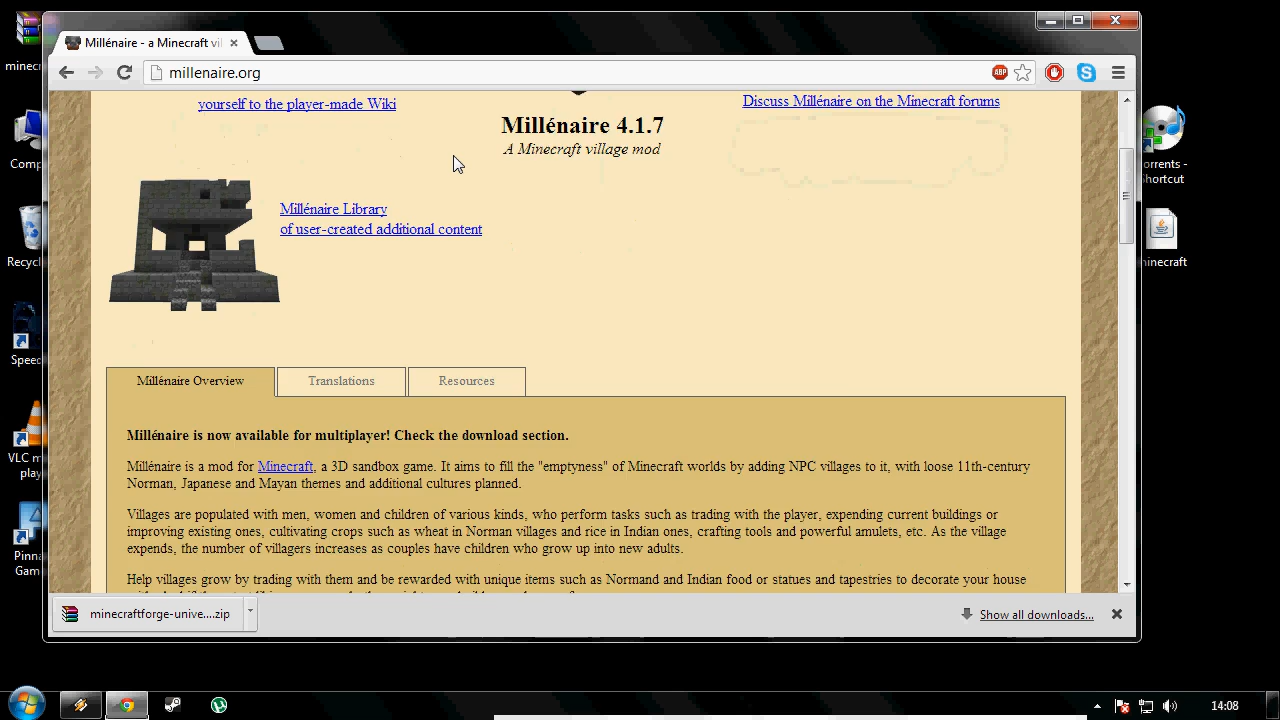 Millénaire - a Minecraft vil
millenaire.org
ABP
yourself to the player-made Wiki
Discuss Millénaire on the Minecraft forums
Millénaire 4.1.7
A Minecraft village mod
Millénaire Library
of user-created additional content
Millénaire Overview
Translations
Resources
Millénaire is now available for multiplayer! Check the download section.
Millénaire is a mod for Minecraft, a 3D sandbox game. It aims to fill the "emptyness" of Minecraft worlds by adding NPC villages to it, with loose 11th-century
Norman, Japanese and Mayan themes and additional cultures planned.
Villages are populated with men, women and children of various kinds, who perform tasks such as trading with the player, expending current buildings or
improving existing ones, cultivating crops such as wheat in Norman villages and rice in Indian ones, crafting tools and powerful amulets, etc. As the village
expends, the number of villagers increases as couples have children who grow up into new adults.
Help villages grow by trading with them and be rewarded with unique items such as Normand and Indian food or statues and tapestries to decorate your house
minecraftforge-unive....zip
Show all downloads...
minecr
Comp
Recycl
Speed
VLC m
play
Pinna
Gam
orrents -
Shortcut
inecraft
14:08